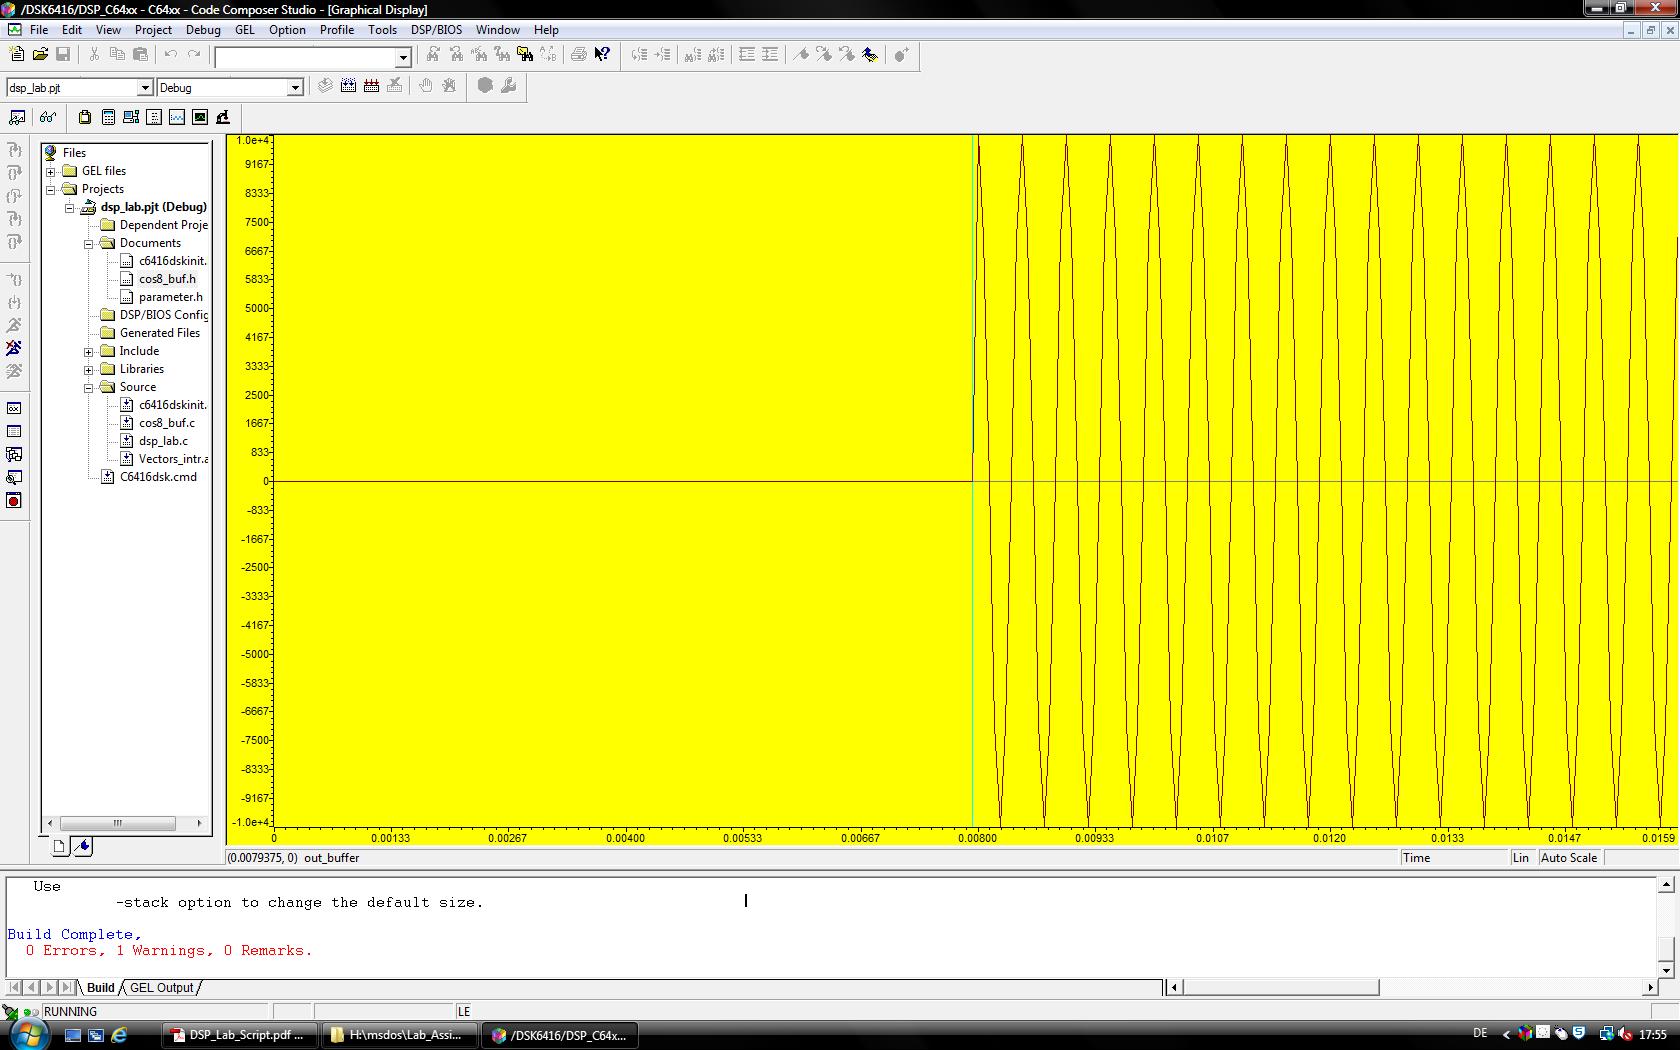 /DSK6416/DSP_C64xx - C64xx - Code Composer Studio - [Graphical Display]
File Edit View Project Debug GEL Option Profile Tools DSP/BIOS Window Help
dsp_lab.pjt Debug
Files
GEL files
Projects
dsp_lab.pjt (Debug)
Dependent Proje
Documents
c6416dskinit.
cos8_buf.h
parameter.h
DSP/BIOS Config
Generated Files
Include
Libraries
Source
c6416dskinit.
cos8_buf.c
dsp_lab.c
Vectors_intr.a
C6416dsk.cmd
1.0e+4
9167
8333
7500
6667
5833
5000
4167
3333
2500
1667
833
0
-833
-1667
-2500
-3333
-4167
-5000
-5833
-6667
-7500
-8333
-9167
-1.0e+4
0 0.00133 0.00267 0.00400 0.00533 0.00667 0.00800 0.00933 0.0107 0.0120 0.0133 0.0147 0.0159
(0.0079375, 0) out_buffer Time Lin Auto Scale
Use
-stack option to change the default size.
Build Complete,
0 Errors, 1 Warnings, 0 Remarks.
Build GEL Output
RUNNING LE
DSP_Lab_Script.pdf ... H:\msdos\Lab_Assi... /DSK6416/DSP_C64x... DE 17:55